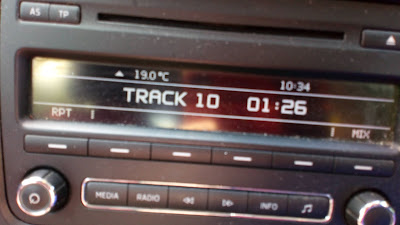 AS TP
19.0°C 10:34
TRACK 10 01:26
RPT MIX
MEDIA RADIO INFO